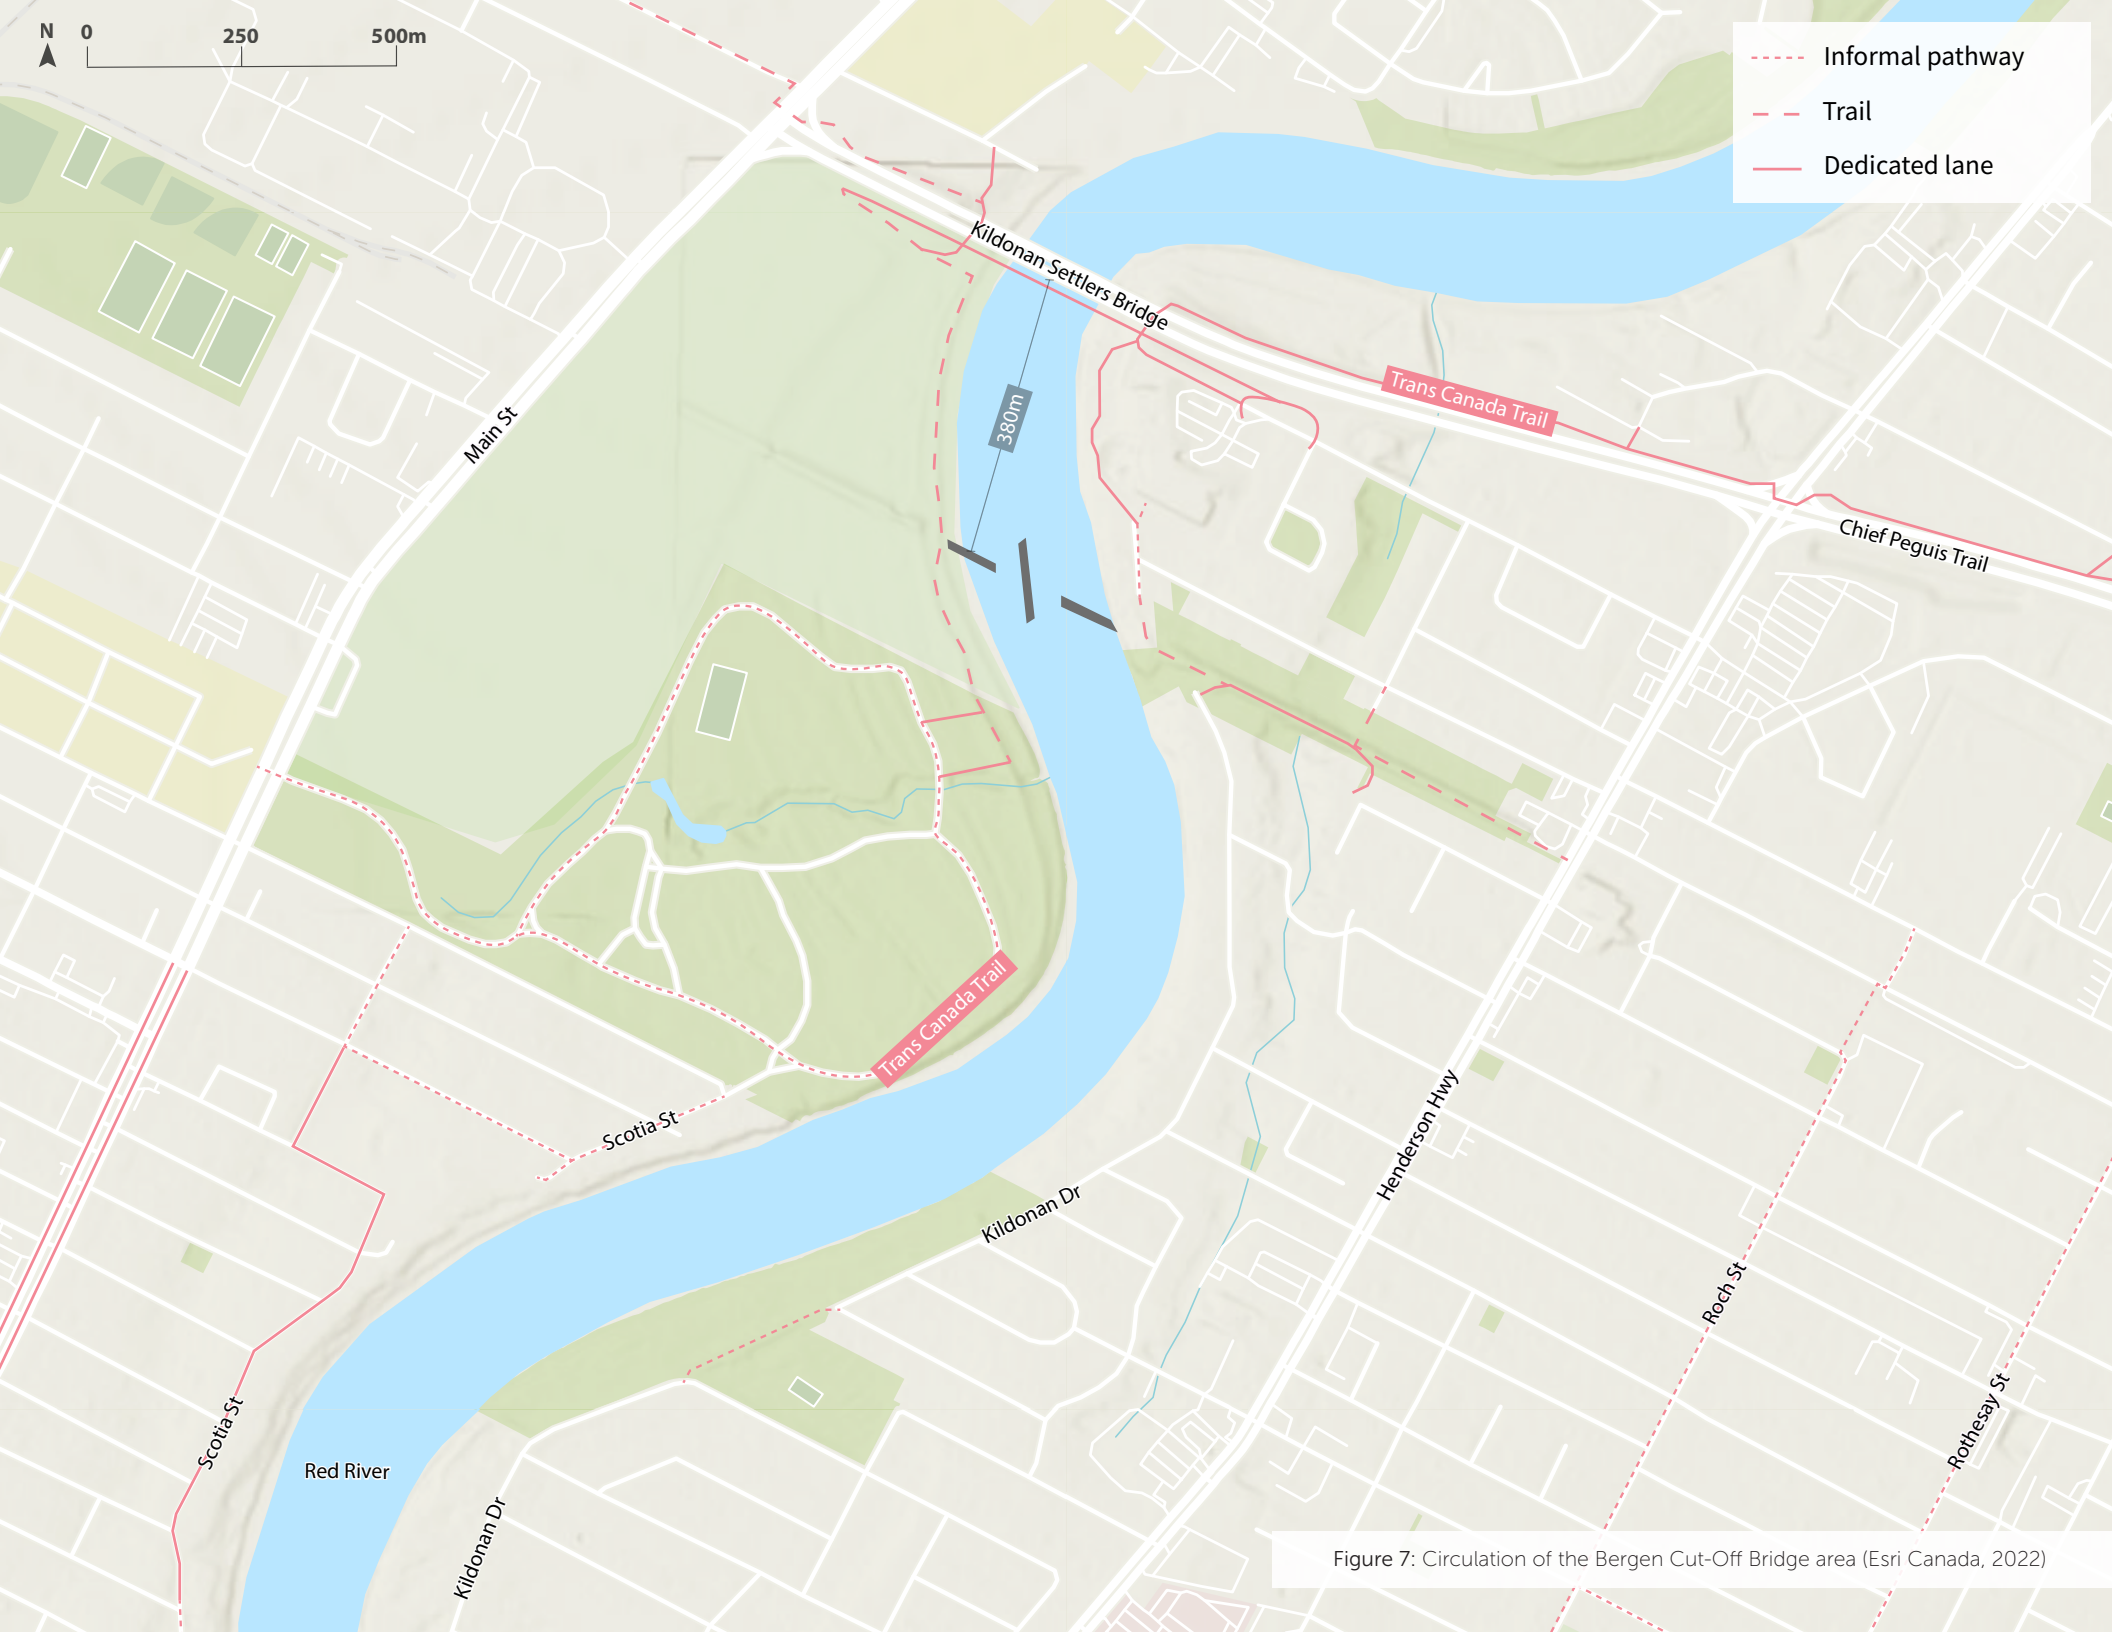 N 0 250 500m
Informal pathway
Trail
Dedicated lane
Kildonan Settlers Bridge
Trans Canada Trail
380m
Main St
Chief Peguis Trail
Trans Canada Trail
Scotia St
Henderson Hwy
Kildonan Dr
Roch St
Rothesay St
Scotia St
Red River
Kildonan Dr
Figure 7: Circulation of the Bergen Cut-Off Bridge area (Esri Canada, 2022)